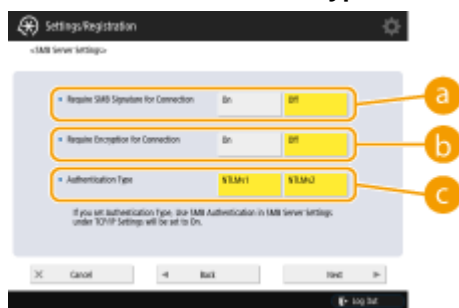 Settings/Registration
<SMB Server Settings>
Require SMB Signature for Connection On Off
a
Require Encryption for Connection On Off
b
Authentication Type NTLMv1 NTLMv2
c
If you set Authentication Type, Use SMB Authentication in SMB Server Settings
under TCP/IP Settings will be set to On.
Cancel Back Next
Log Out